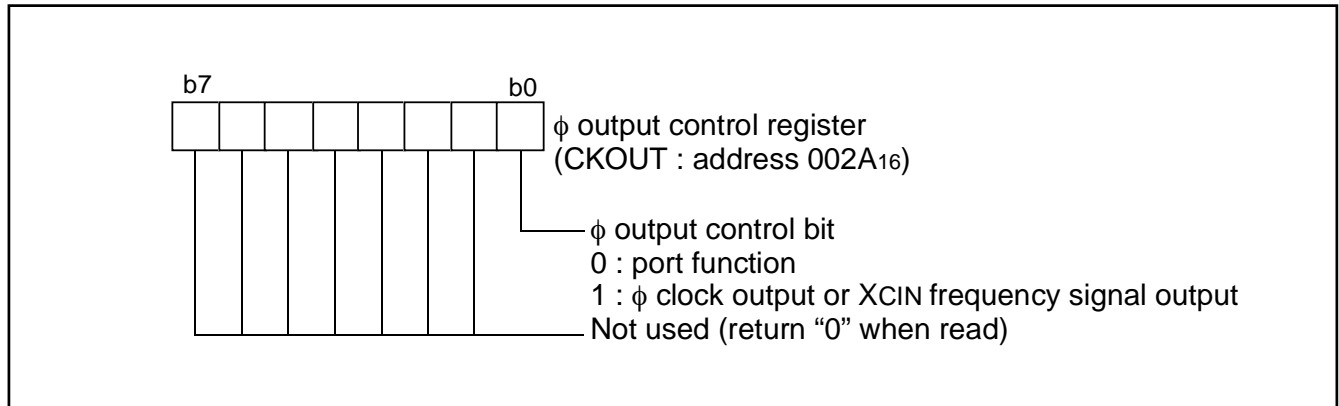 b7 b0
ϕ output control register
(CKOUT : address 002A16)
ϕ output control bit
0 : port function
1 : ϕ clock output or XCIN frequency signal output
Not used (return “0” when read)